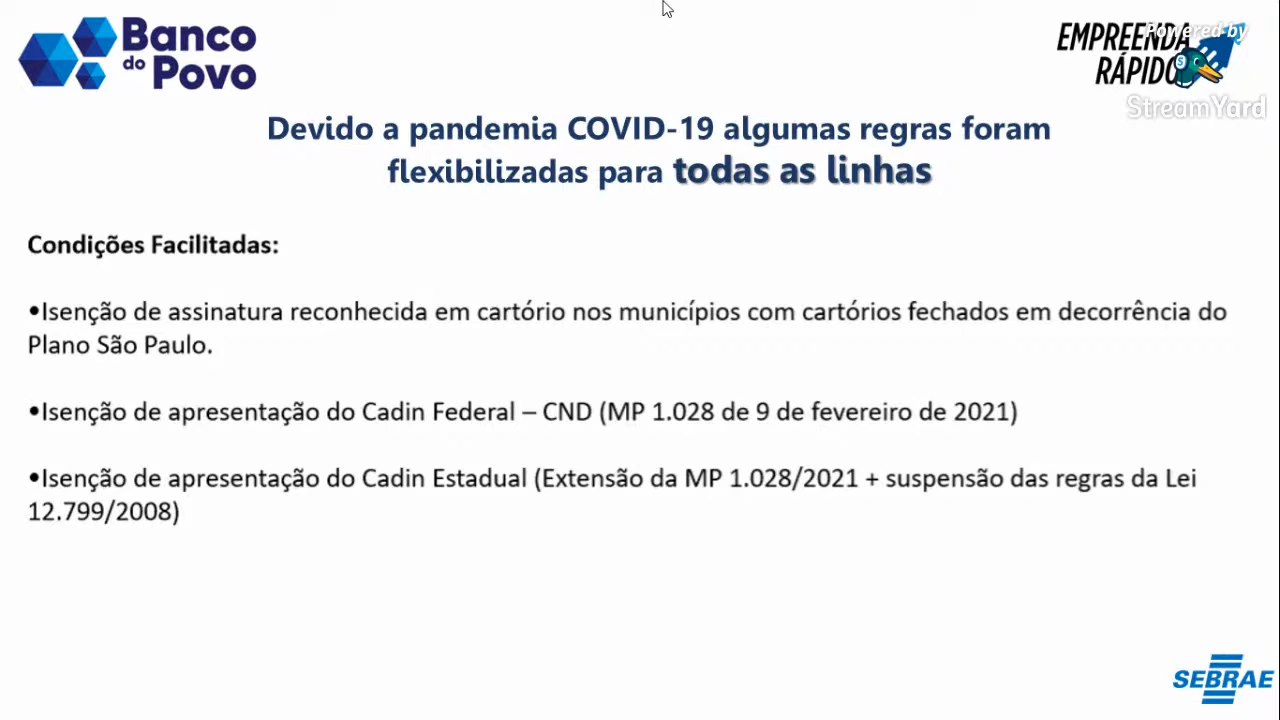 Banco
do Povo
EMPREENDA
RÁPIDO
Powered by
StreamYard
Devido a pandemia COVID-19 algumas regras foram
flexibilizadas para todas as linhas
Condições Facilitadas:
•Isenção de assinatura reconhecida em cartório nos municípios com cartórios fechados em decorrência do
Plano São Paulo.
•Isenção de apresentação do Cadin Federal – CND (MP 1.028 de 9 de fevereiro de 2021)
•Isenção de apresentação do Cadin Estadual (Extensão da MP 1.028/2021 + suspensão das regras da Lei
12.799/2008)
SEBRAE